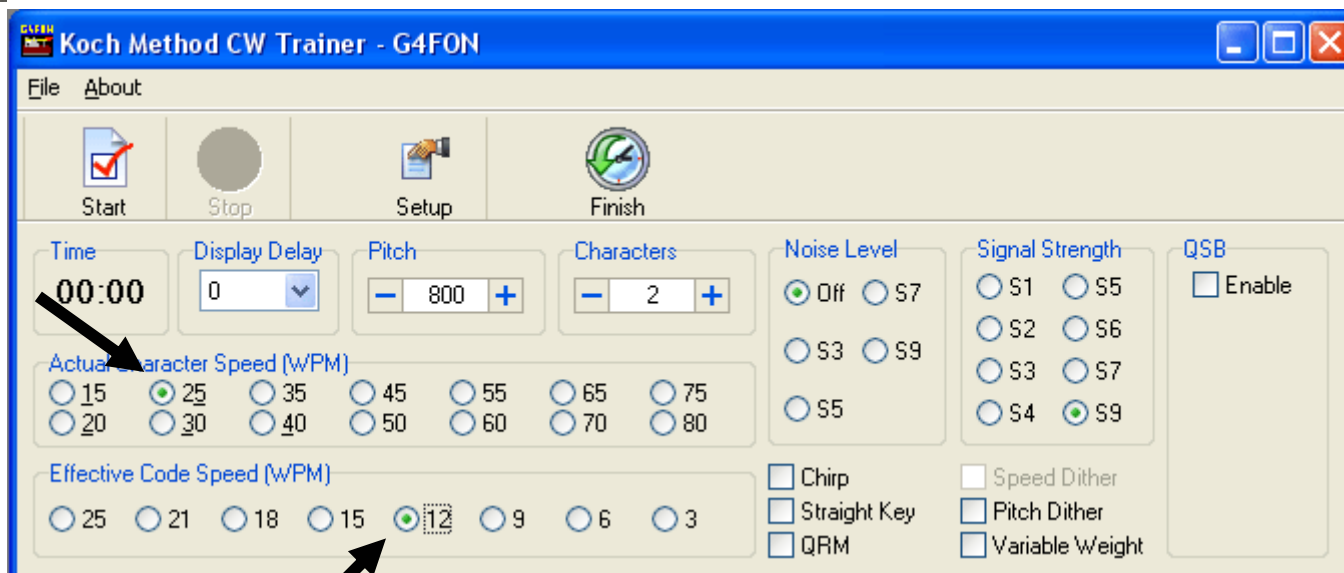 Koch Method CW Trainer - G4FON
File About
Start Stop Setup Finish
Time Display Delay Pitch Characters Noise Level Signal Strength QSB
00:00 0 800 2 Off S7 S1 S5 Enable
S2 S6
S3 S9
S3 S7
Actual Character Speed (WPM)
15 25 35 45 55 65 75
20 30 40 50 60 70 80
S5 S4 S9
Effective Code Speed (WPM)
25 21 18 15 12 9 6 3
Chirp Speed Dither
Straight Key Pitch Dither
QRM Variable Weight